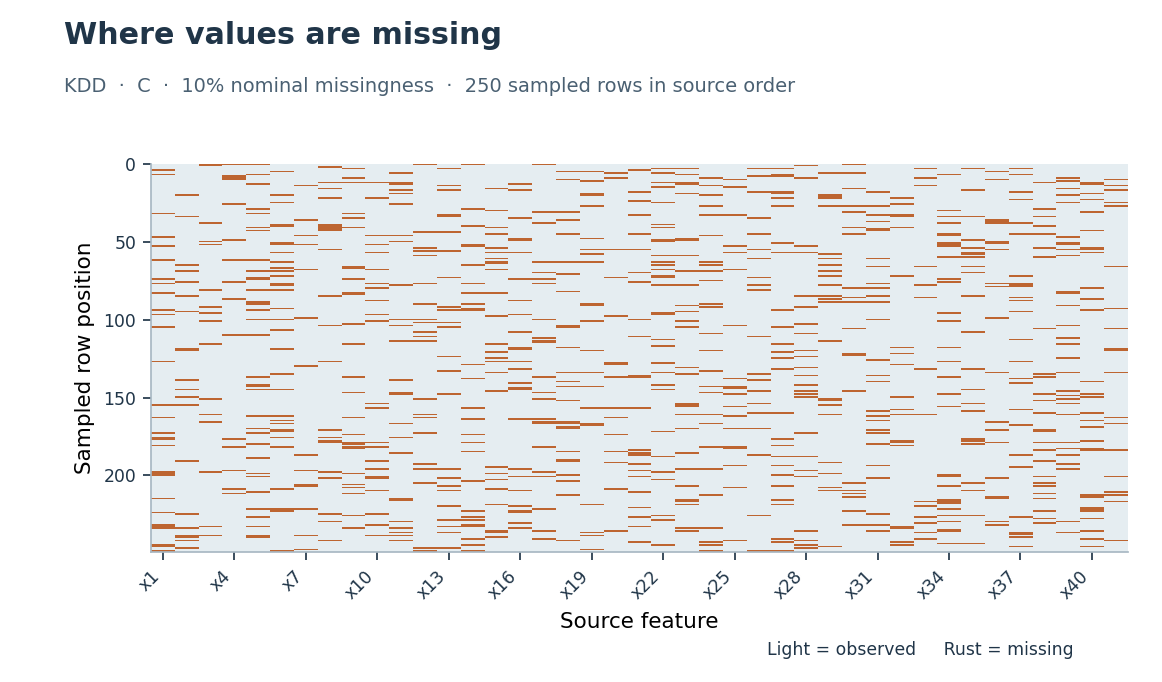 Where values are missing
KDD · C · 10% nominal missingness · 250 sampled rows in source order
Sampled row position
0
50
100
150
200
x1 x4 x7 x10 x13 x16 x19 x22 x25 x28 x31 x34 x37 x40
Source feature
Light = observed Rust = missing